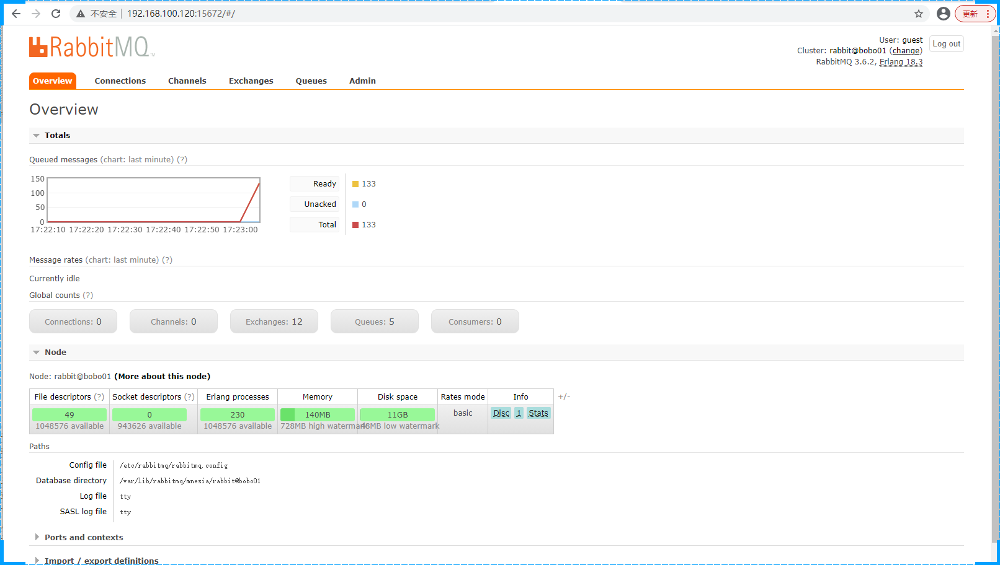 不安全 192.168.100.120:15672/#/ 更新
RabbitMQ TM
User: guest
Log out
Cluster: rabbit@bobo01 (change)
RabbitMQ 3.6.2, Erlang 18.3
Overview Connections Channels Exchanges Queues Admin
Overview
Totals
Queued messages (chart: last minute) (?)
150
100
50
0
17:22:10 17:22:20 17:22:30 17:22:40 17:22:50 17:23:00
Ready 133
Unacked 0
Total 133
Message rates (chart: last minute) (?)
Currently idle
Global counts (?)
Connections: 0 Channels: 0 Exchanges: 12 Queues: 5 Consumers: 0
Node
Node: rabbit@bobo01 (More about this node)
File descriptors (?) Socket descriptors (?) Erlang processes Memory Disk space Rates mode Info +/-
49 0 230 140MB 11GB basic Disc 1 Stats
1048576 available 943626 available 1048576 available 728MB high watermark 48MB low watermark
Paths
Config file /etc/rabbitmq/rabbitmq.config
Database directory /var/lib/rabbitmq/mnesia/rabbit@bobo01
Log file tty
SASL log file tty
Ports and contexts
Import / export definitions